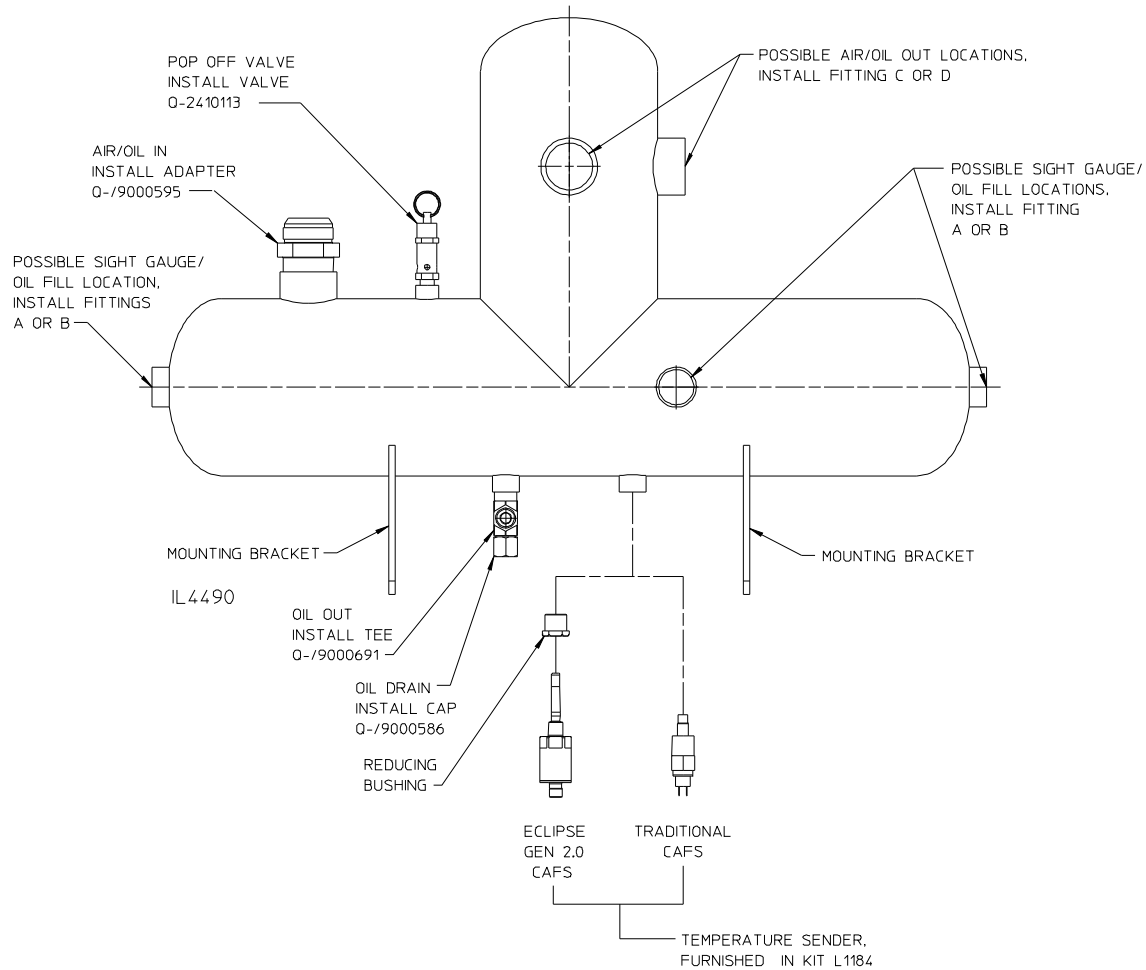 POP OFF VALVE
INSTALL VALVE
Q-2410113
POSSIBLE AIR/OIL OUT LOCATIONS,
INSTALL FITTING C OR D
AIR/OIL IN
INSTALL ADAPTER
Q-/9000595
POSSIBLE SIGHT GAUGE/
OIL FILL LOCATIONS,
INSTALL FITTING
A OR B
POSSIBLE SIGHT GAUGE/
OIL FILL LOCATION,
INSTALL FITTINGS
A OR B
MOUNTING BRACKET
MOUNTING BRACKET
IL4490
OIL OUT
INSTALL TEE
Q-/9000691
OIL DRAIN
INSTALL CAP
Q-/9000586
REDUCING
BUSHING
ECLIPSE
GEN 2.0
CAFS
TRADITIONAL
CAFS
TEMPERATURE SENDER,
FURNISHED IN KIT L1184